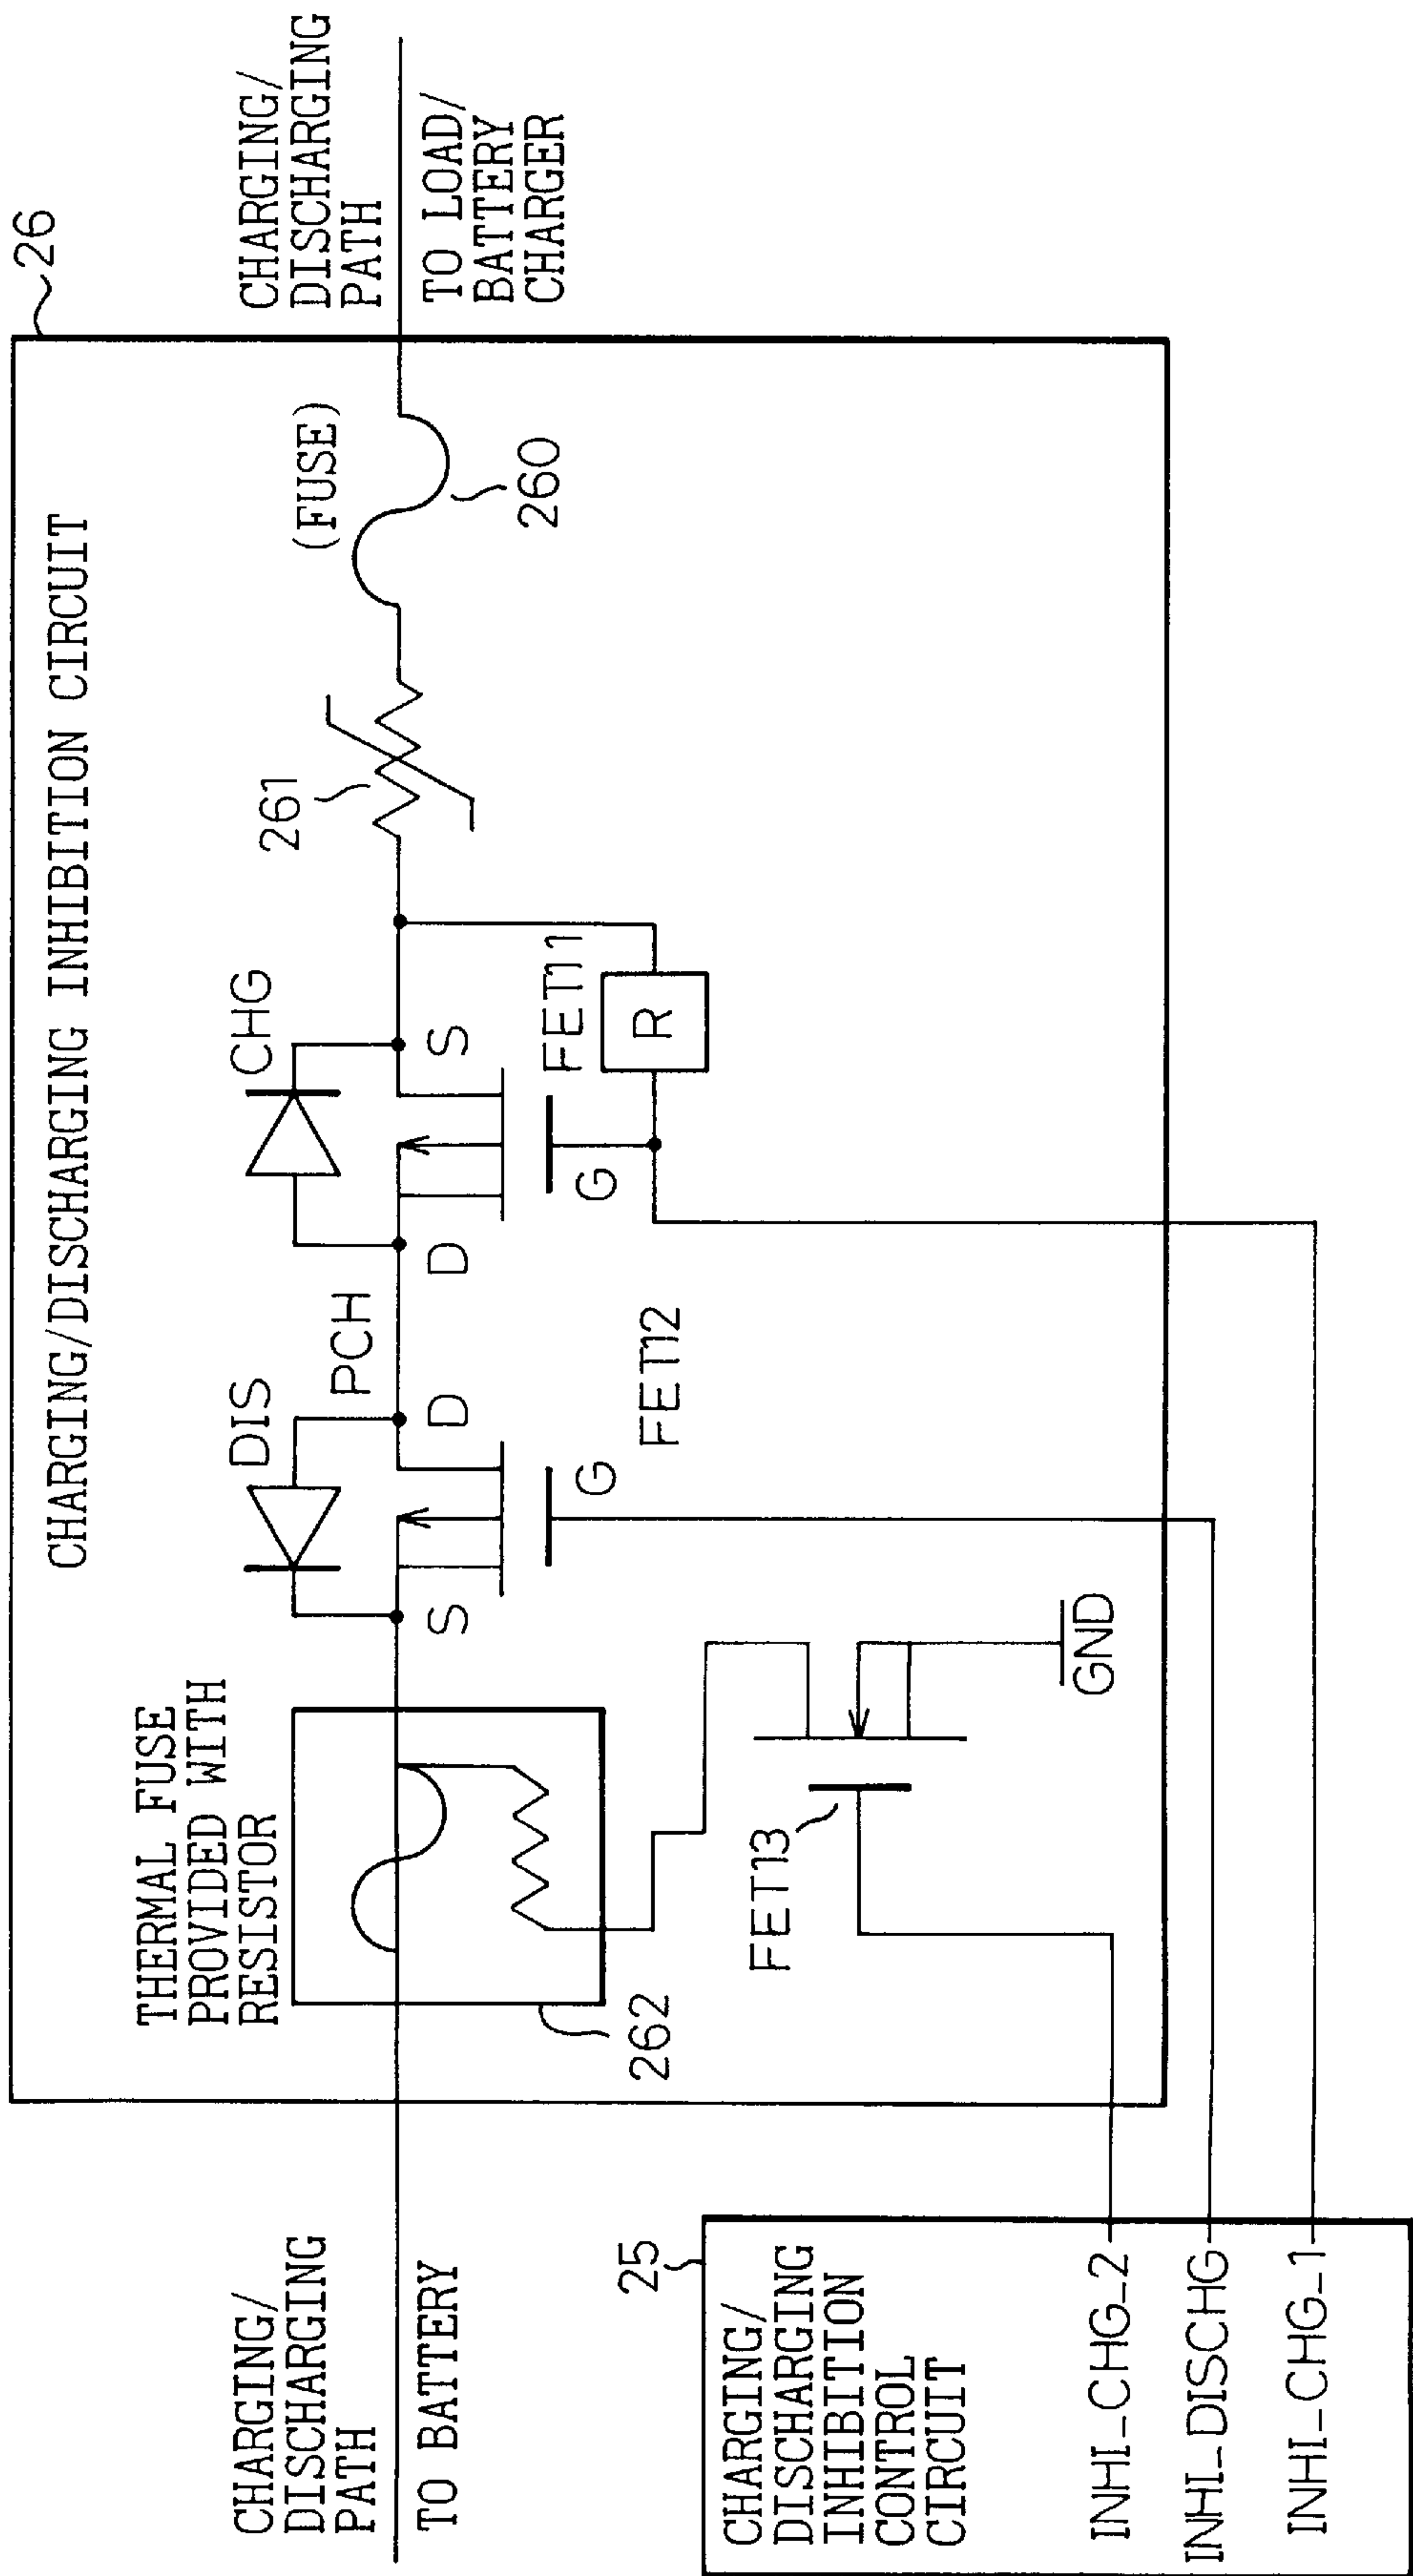 CHARGING/DISCHARGING INHIBITION CIRCUIT
26
CHARGING/
DISCHARGING
PATH
TO BATTERY
THERMAL FUSE
PROVIDED WITH
RESISTOR
262
DIS
PCH
CHG
S
D
D
S
G
FET12
G
FET11
R
261
(FUSE)
260
CHARGING/
DISCHARGING
PATH
TO LOAD/
BATTERY
CHARGER
FET13
GND
25
CHARGING/
DISCHARGING
INHIBITION
CONTROL
CIRCUIT
INHI_CHG_2
INHI_DISCHG
INHI_CHG_1